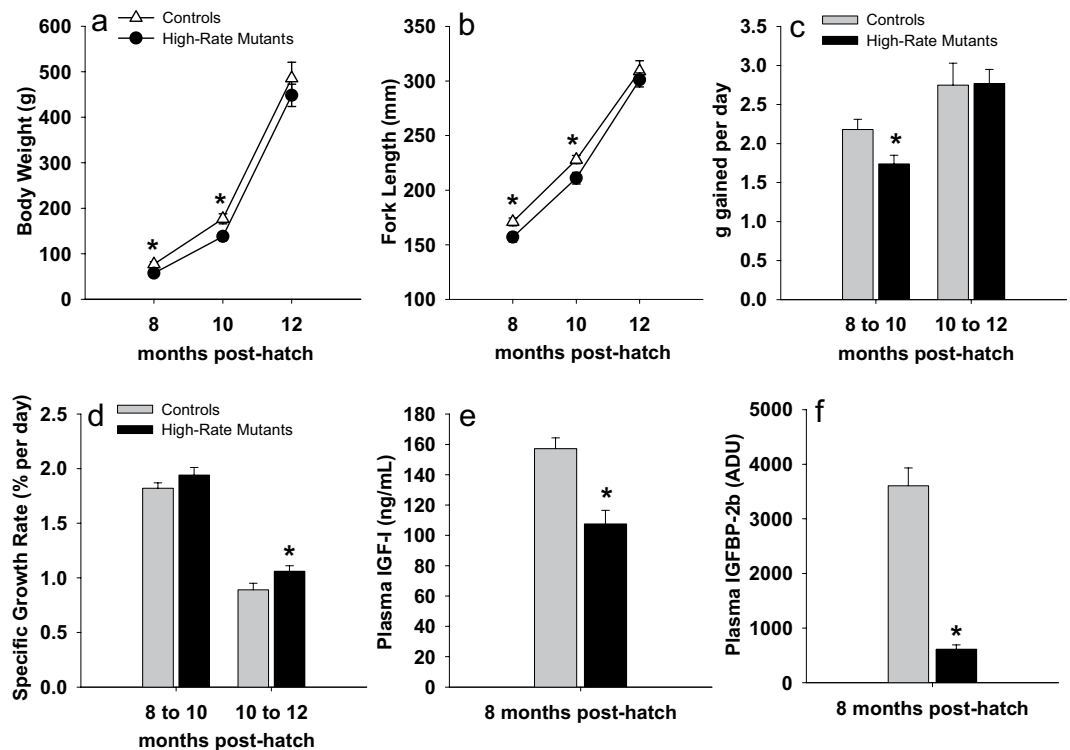 a
Controls
High-Rate Mutants
Body Weight (g)
600
500
400
300
200
100
0
*
*
8
10
12
months post-hatch
b
Fork Length (mm)
350
300
250
200
150
100
*
*
8
10
12
months post-hatch
c
Controls
High-Rate Mutants
g gained per day
3.0
2.5
2.0
1.5
1.0
0.5
0.0
*
8 to 10
10 to 12
months post-hatch
d
Controls
High-Rate Mutants
Specific Growth Rate (% per day)
2.5
2.0
1.5
1.0
0.5
0.0
*
8 to 10
10 to 12
months post-hatch
e
Plasma IGF-I (ng/mL)
180
160
140
120
100
80
60
40
20
0
*
8 months post-hatch
f
Plasma IGFBP-2b (ADU)
5000
4000
3000
2000
1000
0
*
8 months post-hatch